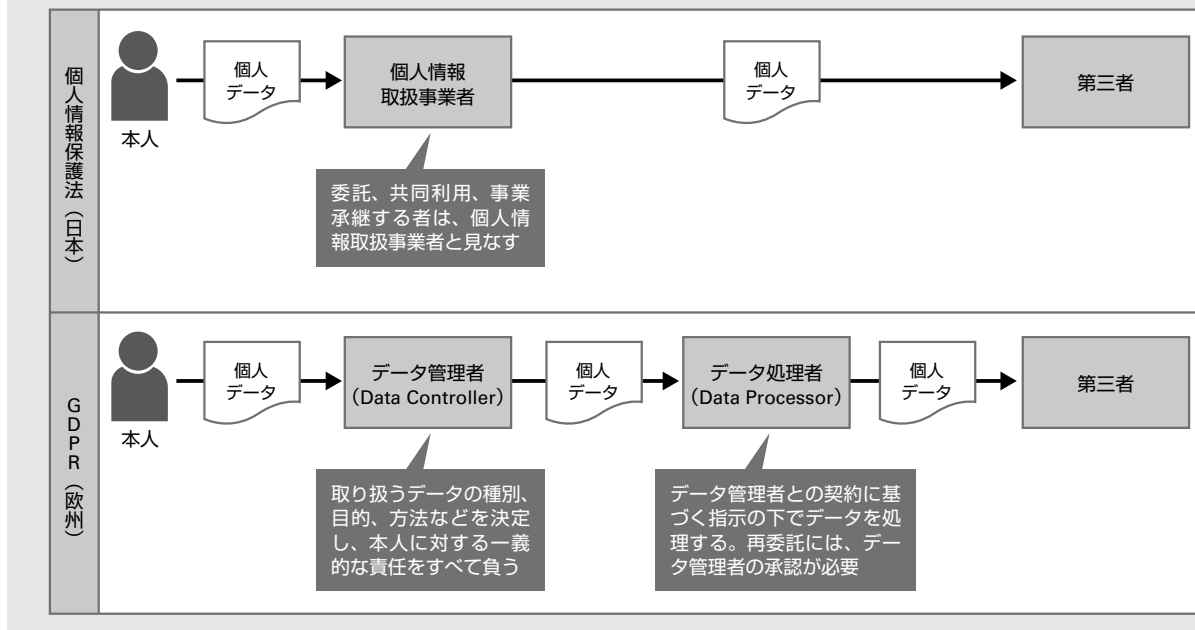 個人情報保護法（日本）
本人
個人
データ
個人情報
取扱事業者
個人
データ
第三者
委託、共同利用、事業
承継する者は、個人情
報取扱事業者と見なす
GDPR（欧州）
本人
個人
データ
データ管理者
（Data Controller）
個人
データ
データ処理者
（Data Processor）
個人
データ
第三者
取り扱うデータの種別、
目的、方法などを決定
し、本人に対する一義
的な責任をすべて負う
データ管理者との契約に基
づく指示の下でデータを処
理する。再委託には、デー
タ管理者の承認が必要